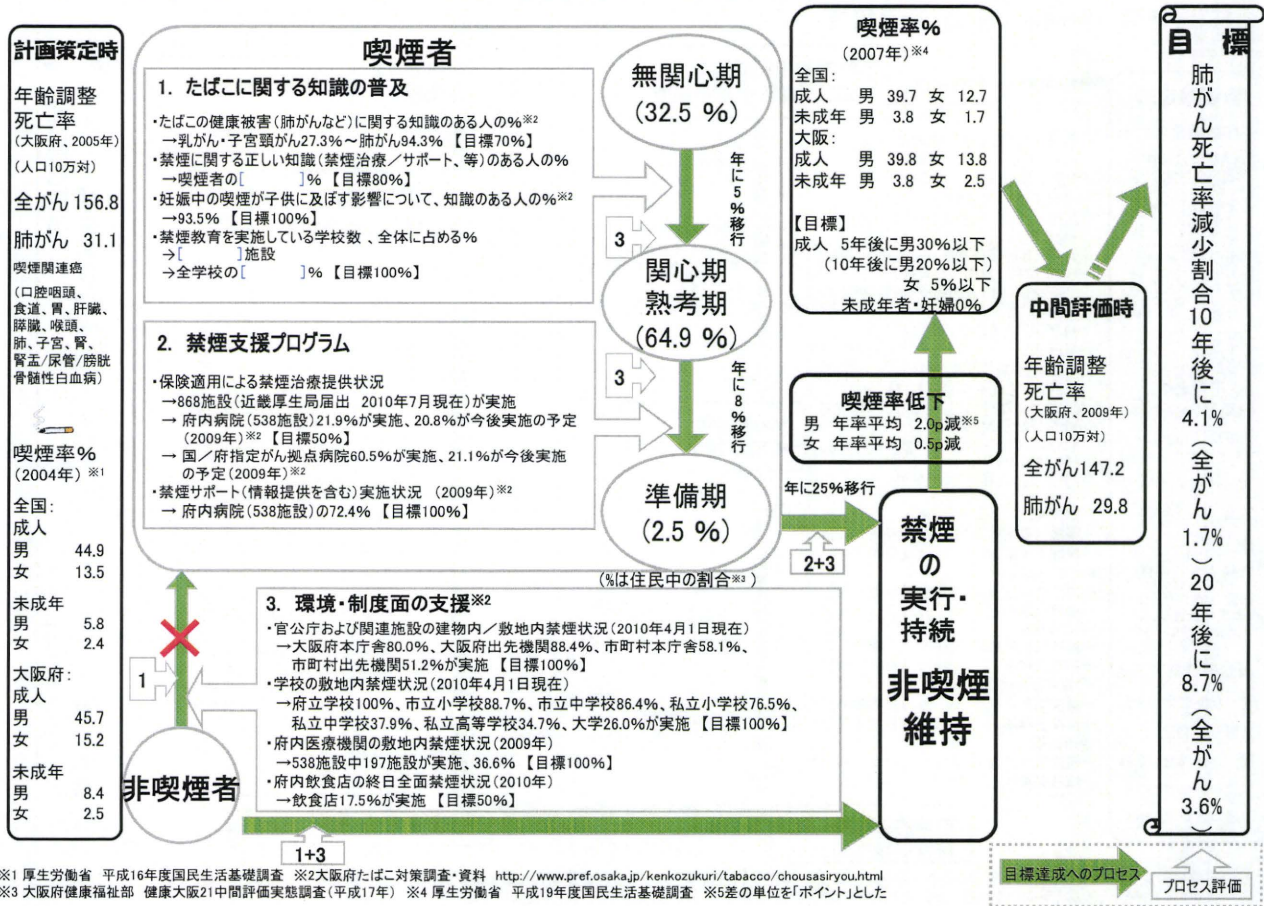 計画策定時
年齢調整
死亡率
(大阪府、2005年)
(人口10万対)
全がん 156.8
肺がん 31.1
喫煙関連癌
(口腔咽頭、
食道、胃、肝臓、
膵臓、喉頭、
肺、子宮、腎、
腎盂/尿管/膀胱
骨髄性白血病)
喫煙率%
(2004年) ※1
全国:
成人
男 44.9
女 13.5
未成年
男 5.8
女 2.4
大阪府:
成人
男 45.7
女 15.2
未成年
男 8.4
女 2.5
喫煙者
1. たばこに関する知識の普及
・たばこの健康被害(肺がんなど)に関する知識のある人の%※2
→乳がん・子宮頸がん27.3%~肺がん94.3% 【目標70%】
・禁煙に関する正しい知識(禁煙治療/サポート、等)のある人の%
→喫煙者の[ ]% 【目標80%】
・妊娠中の喫煙が子供に及ぼす影響について、知識のある人の%※2
→93.5% 【目標100%】
・禁煙教育を実施している学校数 、全体に占める%
→[ ]施設
→全学校の[ ]% 【目標100%】
2. 禁煙支援プログラム
・保険適用による禁煙治療提供状況
→868施設(近畿厚生局届出 2010年7月現在)が実施
→ 府内病院(538施設)21.9%が実施、20.8%が今後実施の予定
(2009年)※2 【目標50%】
→ 国/府指定がん拠点病院60.5%が実施、21.1%が今後実施
の予定(2009年)※2
・禁煙サポート(情報提供を含む)実施状況 (2009年)※2
→ 府内病院(538施設)の72.4% 【目標100%】
無関心期
(32.5 %)
年に5%移行
3
関心期
熟考期
(64.9 %)
年に8%移行
3
準備期
(2.5 %)
(%は住民中の割合※3 )
年に25%移行
2+3
3. 環境・制度面の支援※2
・官公庁および関連施設の建物内/敷地内禁煙状況(2010年4月1日現在)
→大阪府本庁舎80.0%、大阪府出先機関88.4%、市町村本庁舎58.1%、
市町村出先機関51.2%が実施 【目標100%】
・学校の敷地内禁煙状況(2010年4月1日現在)
→府立学校100%、市立小学校88.7%、市立中学校86.4%、私立小学校76.5%、
私立中学校37.9%、私立高等学校34.7%、大学26.0%が実施 【目標100%】
・府内医療機関の敷地内禁煙状況(2009年)
→538施設中197施設が実施、36.6% 【目標100%】
・府内飲食店の終日全面禁煙状況(2010年)
→飲食店17.5%が実施 【目標50%】
1
非喫煙者
1+3
禁煙
の
実行・
持続
非喫煙
維持
喫煙率低下
男 年率平均 2.0p減※5
女 年率平均 0.5p減
喫煙率%
(2007年)※4
全国:
成人 男 39.7 女 12.7
未成年 男 3.8 女 1.7
大阪:
成人 男 39.8 女 13.8
未成年 男 3.8 女 2.5
【目標】
成人 5年後に男30%以下
(10年後に男20%以下)
女 5%以下
未成年者・妊婦0%
中間評価時
年齢調整
死亡率
(大阪府、2009年)
(人口10万対)
全がん147.2
肺がん 29.8
目 標
肺がん死亡率減少割合10年後に4.1%(全がん1.7%)20年後に8.7%(全がん3.6%)
目標達成へのプロセス
プロセス評価
※1 厚生労働省 平成16年度国民生活基礎調査 ※2大阪府たばこ対策調査・資料 http://www.pref.osaka.jp/kenkozukuri/tabacco/chousasiryou.html
※3 大阪府健康福祉部 健康大阪21中間評価実態調査(平成17年) ※4 厚生労働省 平成19年度国民生活基礎調査 ※5差の単位を「ポイント」とした